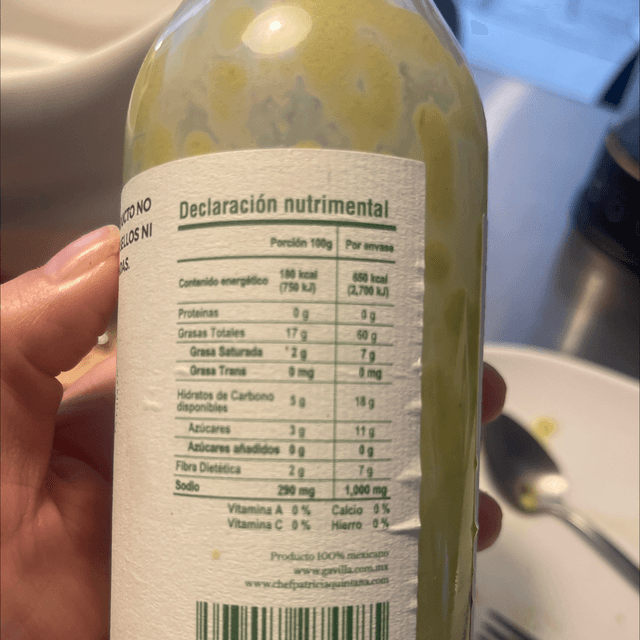 UCTO NO
ELLOS NI
AS.
Declaración nutrimental
Porción 100g Por envase
Contenido energético 180 kcal (750 kJ) 650 kcal (2,700 kJ)
Proteínas 0 g 0 g
Grasas Totales 17 g 60 g
Grasa Saturada 2 g 7 g
Grasa Trans 0 mg 0 mg
Hidratos de Carbono disponibles 5 g 18 g
Azúcares 3 g 11 g
Azúcares añadidos 0 g 0 g
Fibra Dietética 2 g 7 g
Sodio 290 mg 1,000 mg
Vitamina A 0 % Calcio 0 %
Vitamina C 0 % Hierro 0 %
Producto 100% mexicano
www.gavilla.com.mx
www.chefpatriciaquintana.com